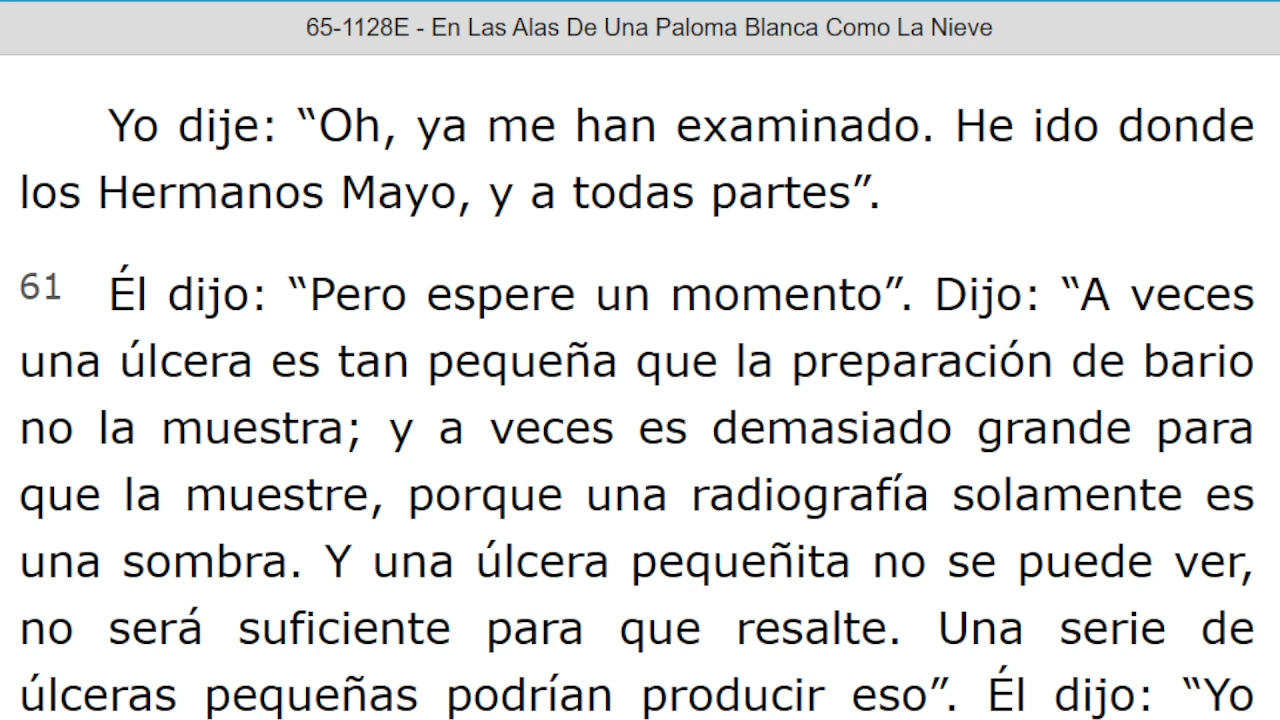 65-1128E - En Las Alas De Una Paloma Blanca Como La Nieve
Yo dije: “Oh, ya me han examinado. He ido donde
los Hermanos Mayo, y a todas partes”.
61 Él dijo: “Pero espere un momento”. Dijo: “A veces
una úlcera es tan pequeña que la preparación de bario
no la muestra; y a veces es demasiado grande para
que la muestre, porque una radiografía solamente es
una sombra. Y una úlcera pequeñita no se puede ver,
no será suficiente para que resalte. Una serie de
úlceras pequeñas podrían producir eso”. Él dijo: “Yo